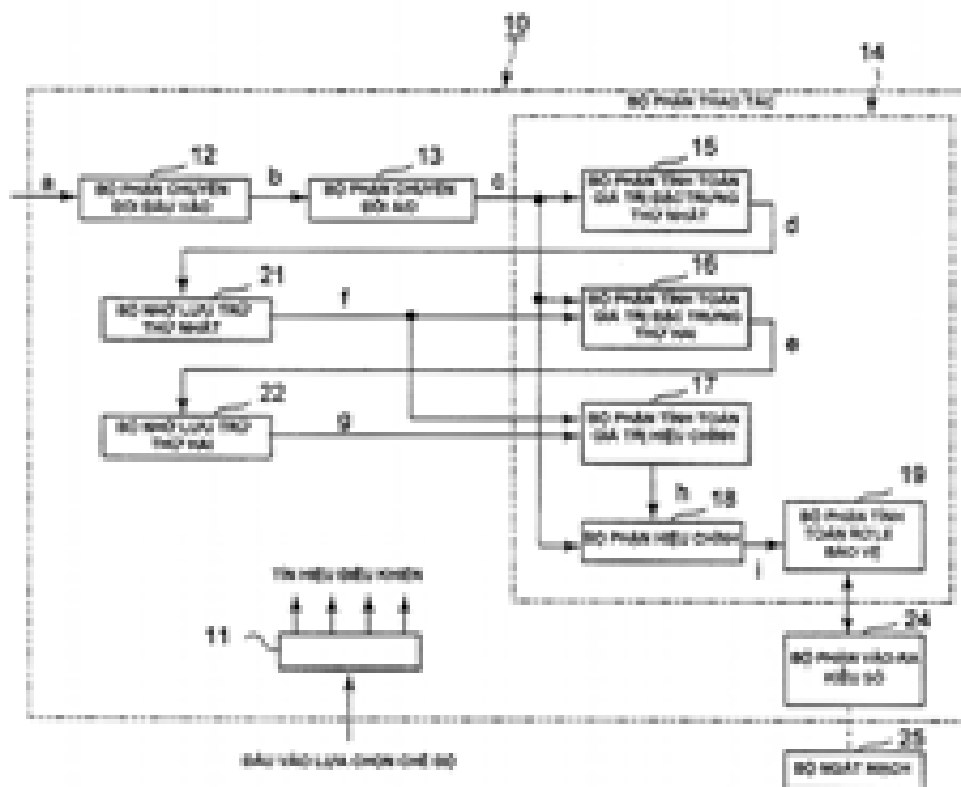 10
14
BỘ PHẬN THAO TÁC
12
13
15
a
BỘ PHẬN CHUYỂN
ĐỔI ĐẦU VÀO
b
BỘ PHẬN CHUYỂN
ĐỔI A/D
c
BỘ PHẬN TÍNH TOÁN
GIÁ TRỊ ĐẶC TRƯNG
THỨ NHẤT
d
21
16
BỘ NHỚ LƯU TRỮ
THỨ NHẤT
f
BỘ PHẬN TÍNH TOÁN
GIÁ TRỊ ĐẶC TRƯNG
THỨ HAI
e
22
17
BỘ NHỚ LƯU TRỮ
THỨ HAI
g
BỘ PHẬN TÍNH TOÁN
GIÁ TRỊ HIỆU CHỈNH
h
18
19
BỘ PHẬN HIỆU CHỈNH
i
BỘ PHẬN TÍNH
TOÁN RƠLE
BẢO VỆ
TÍN HIỆU ĐIỀU KHIỂN
11
24
BỘ PHẬN VÀO/RA
KIỂU SỐ
ĐẦU VÀO LỰA CHỌN CHẾ ĐỘ
25
BỘ NGẮT MẠCH